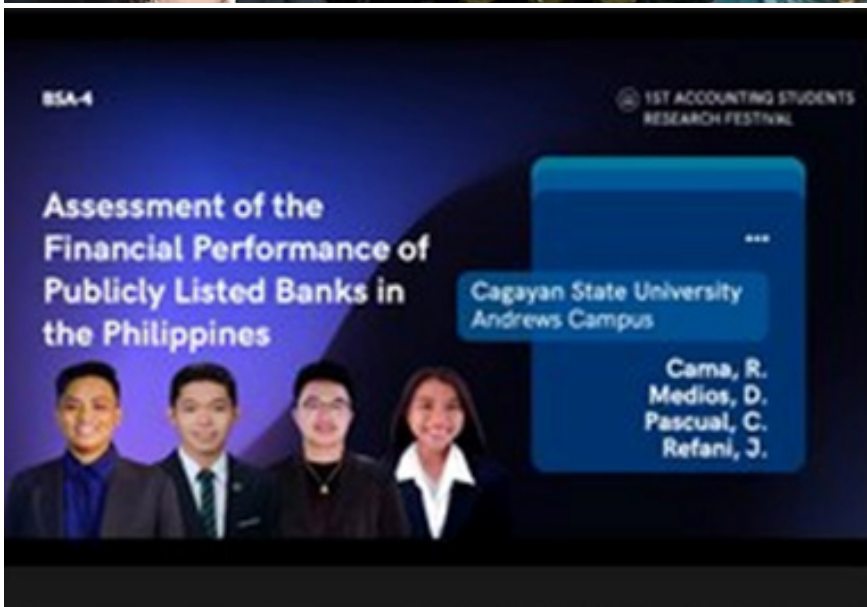 BSA-4
1ST ACCOUNTING STUDENTS
RESEARCH FESTIVAL
Assessment of the
Financial Performance of
Publicly Listed Banks in
the Philippines
Cagayan State University
Andrews Campus
Cama, R.
Medios, D.
Pascual, C.
Refani, J.